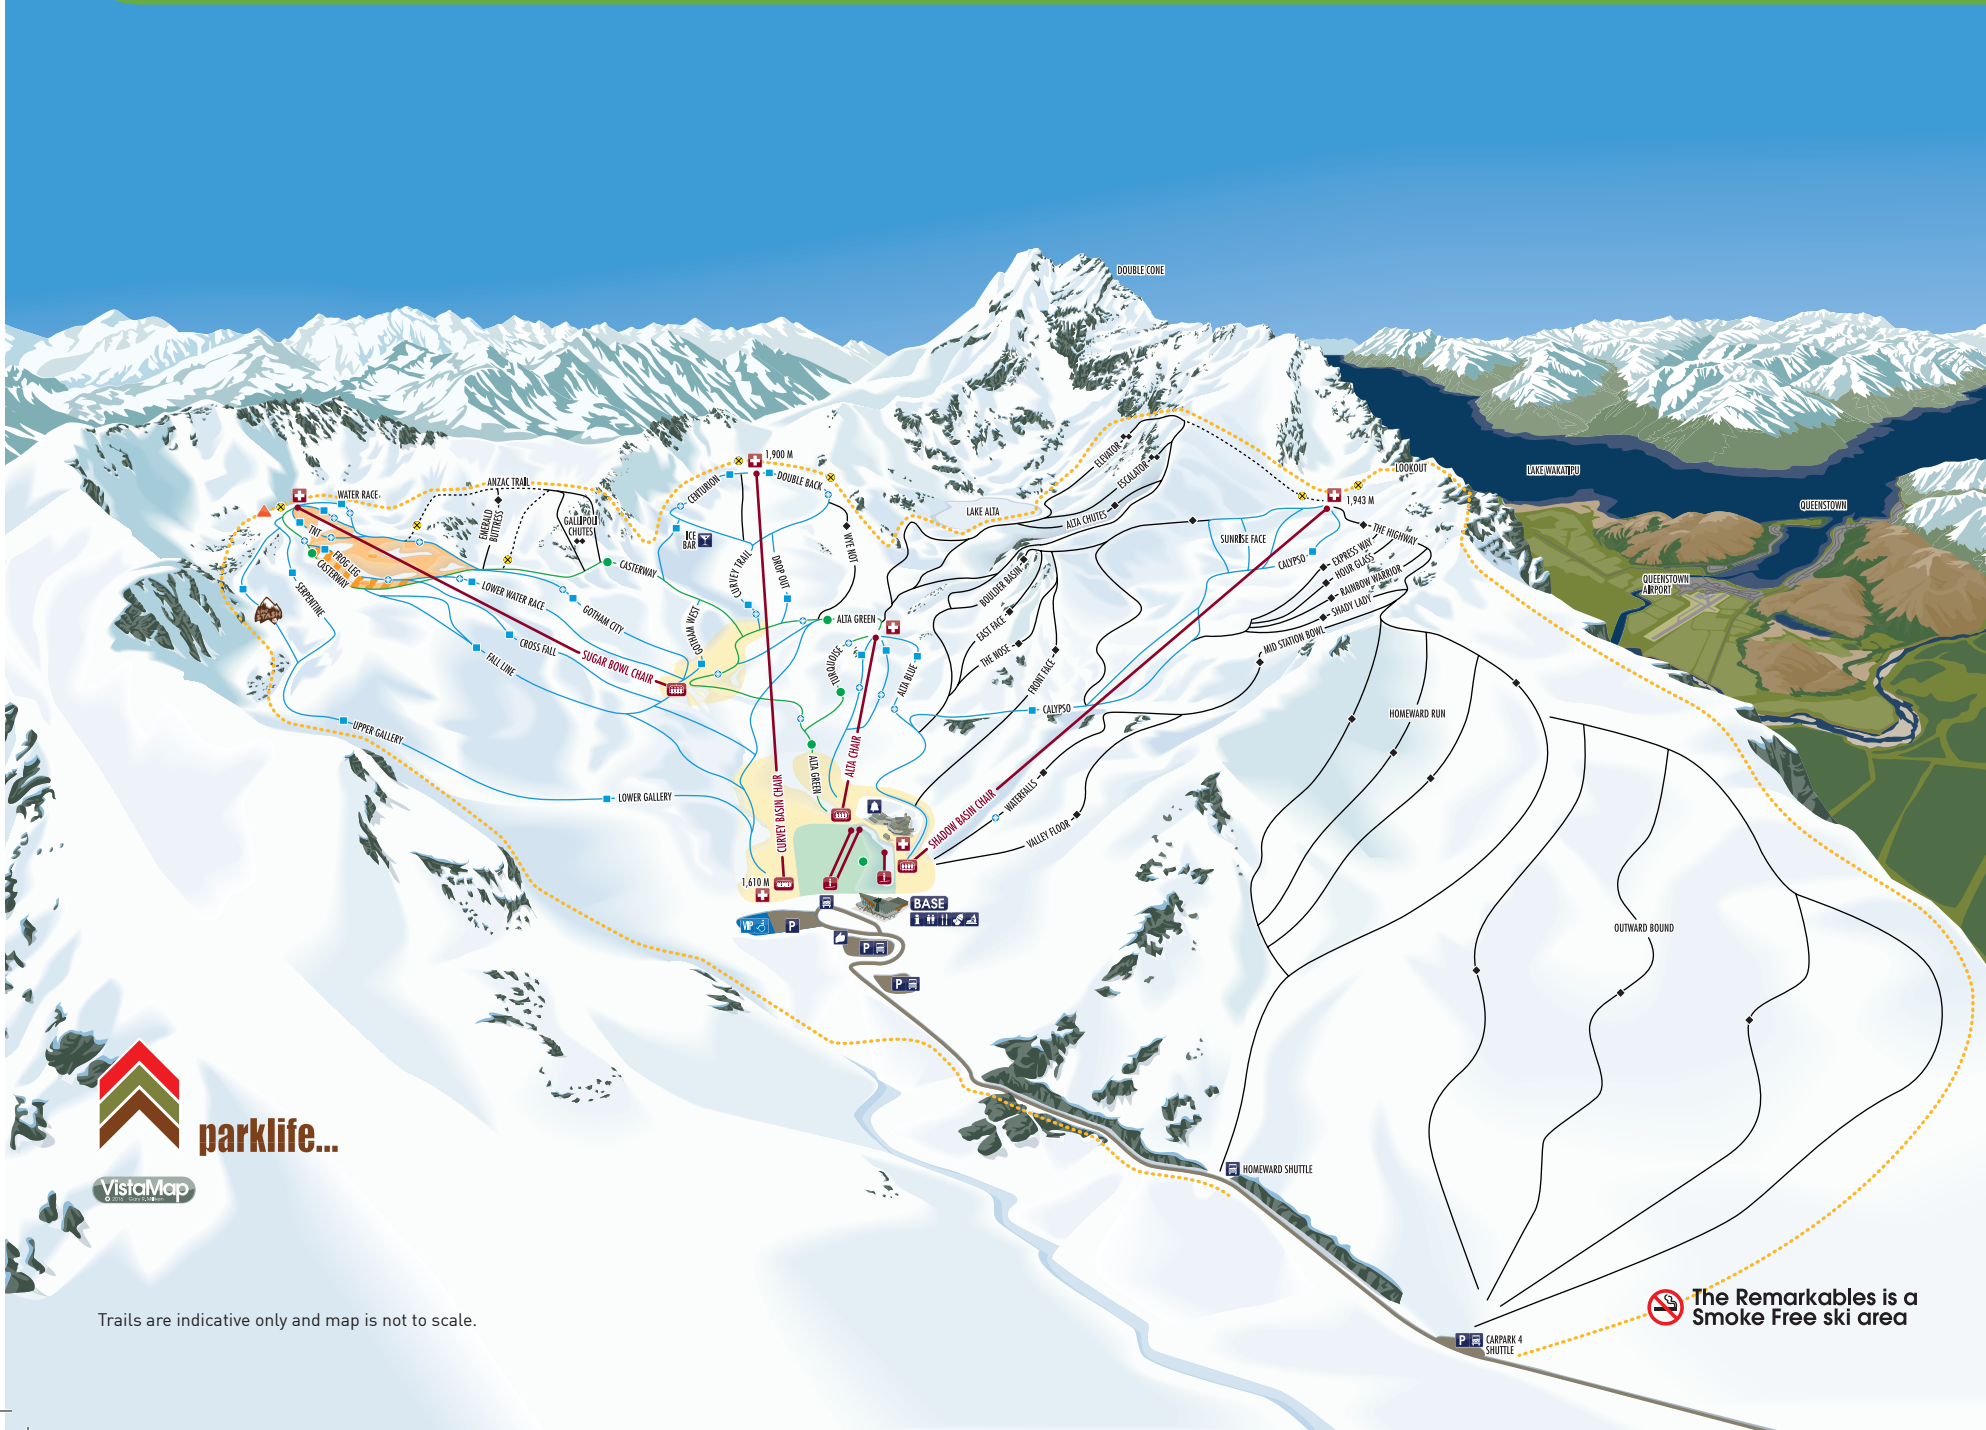 DOUBLE CONE
1,900 M
DOUBLE BACK
CENTURION
ELEVATOR
ESCALATOR
LOOKOUT
LAKE WAKATIPU
QUEENSTOWN
WATER RACE
ANZAC TRAIL
EMERALD
BUTTRESS
GALLIPOLI
CHUTES
LAKE ALTA
ALTA CHUTES
1,943 M
THE HIGHWAY
TNT
FROG LEG
CASTERWAY
SERPENTINE
STASH
ICE
BAR
CURVEY TRAIL
DROP OUT
WYE NOT
SUNRISE FACE
CALYPSO
EXPRESS WAY
HOUR GLASS
RAINBOW WARRIOR
SHADY LADY
MID STATION BOWL
QUEENSTOWN
AIRPORT
CASTERWAY
LOWER WATER RACE
GOTHAM CITY
CROSS FALL
FALL LINE
SUGAR BOWL CHAIR
GOTHAM WEST
ALTA GREEN
TURQUOISE
ALTA BLUE
BOULDER BASIN
EAST FACE
THE NOSE
FRONT FACE
CALYPSO
HOMEWARD RUN
UPPER GALLERY
LOWER GALLERY
CURVEY BASIN CHAIR
ALTA GREEN
ALTA CHAIR
SHADOW BASIN CHAIR
WATERFALLS
VALLEY FLOOR
1,610 M
BASE
VIP
P
P
P
OUTWARD BOUND
parklife...
VistaMap
HOMEWARD SHUTTLE
Trails are indicative only and map is not to scale.
The Remarkables is a
Smoke Free ski area
P
CARPARK 4
SHUTTLE